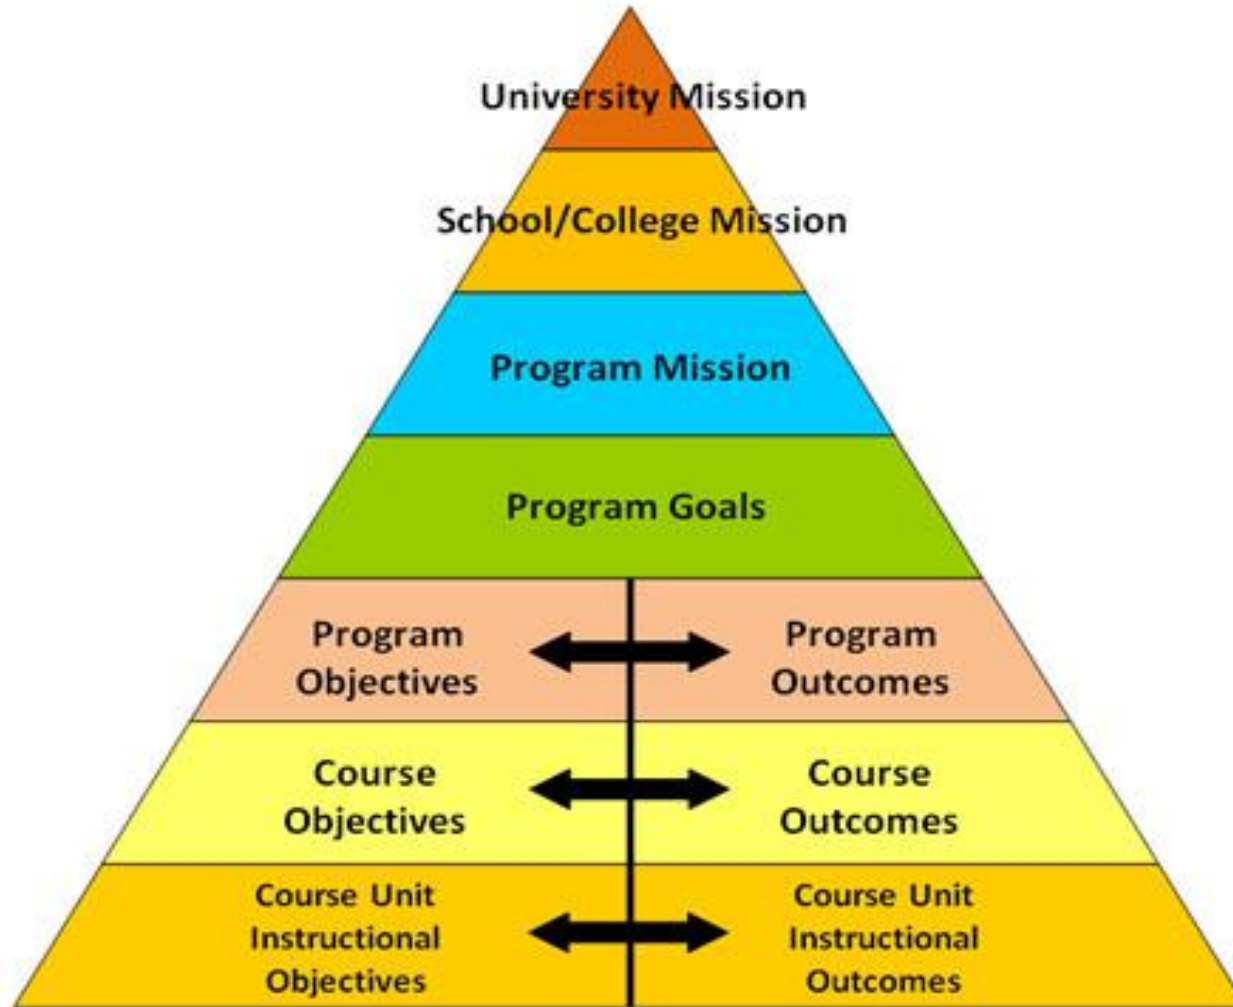 University Mission
School/College Mission
Program Mission
Program Goals
Program
Objectives
Program
Outcomes
Course
Objectives
Course
Outcomes
Course Unit
Instructional
Objectives
Course Unit
Instructional
Outcomes